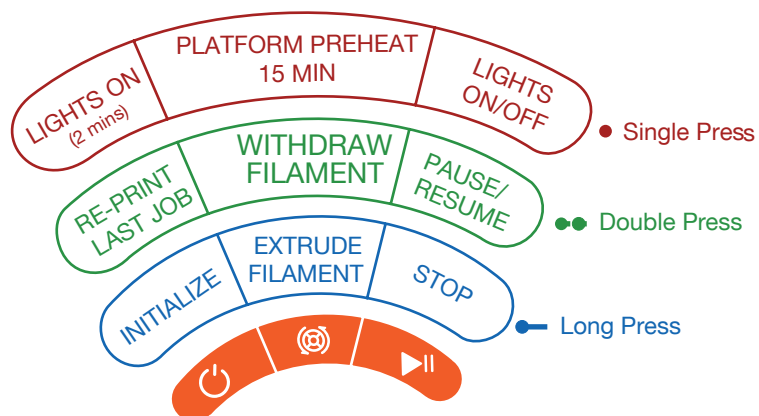 LIGHTS ON
(2 mins)
PLATFORM PREHEAT
15 MIN
LIGHTS
ON/OFF
Single Press
RE-PRINT
LAST JOB
WITHDRAW
FILAMENT
PAUSE/
RESUME
Double Press
INITIALIZE
EXTRUDE
FILAMENT
STOP
Long Press